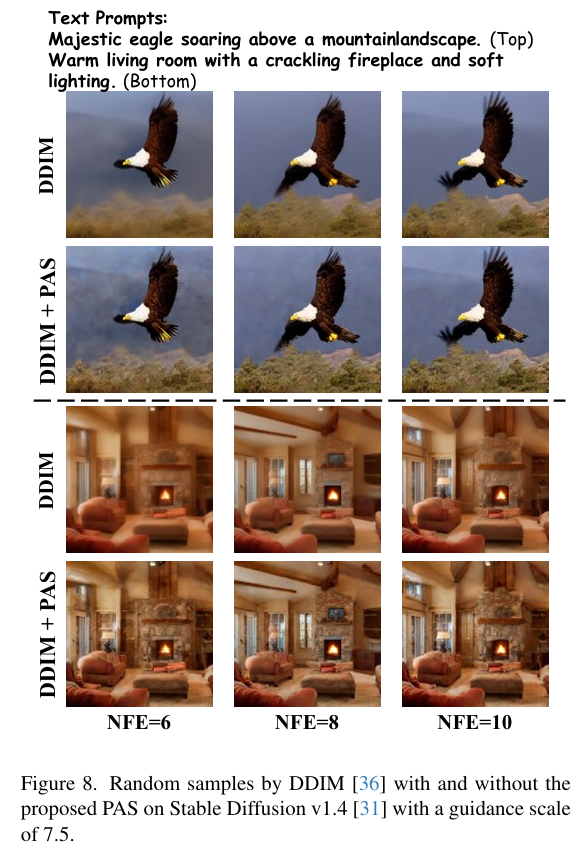 Text Prompts:
Majestic eagle soaring above a mountainlandscape. (Top)
Warm living room with a crackling fireplace and soft
lighting. (Bottom)
DDIM
DDIM + PAS
DDIM
DDIM + PAS
NFE=6 NFE=8 NFE=10
Figure 8. Random samples by DDIM [36] with and without the
proposed PAS on Stable Diffusion v1.4 [31] with a guidance scale
of 7.5.